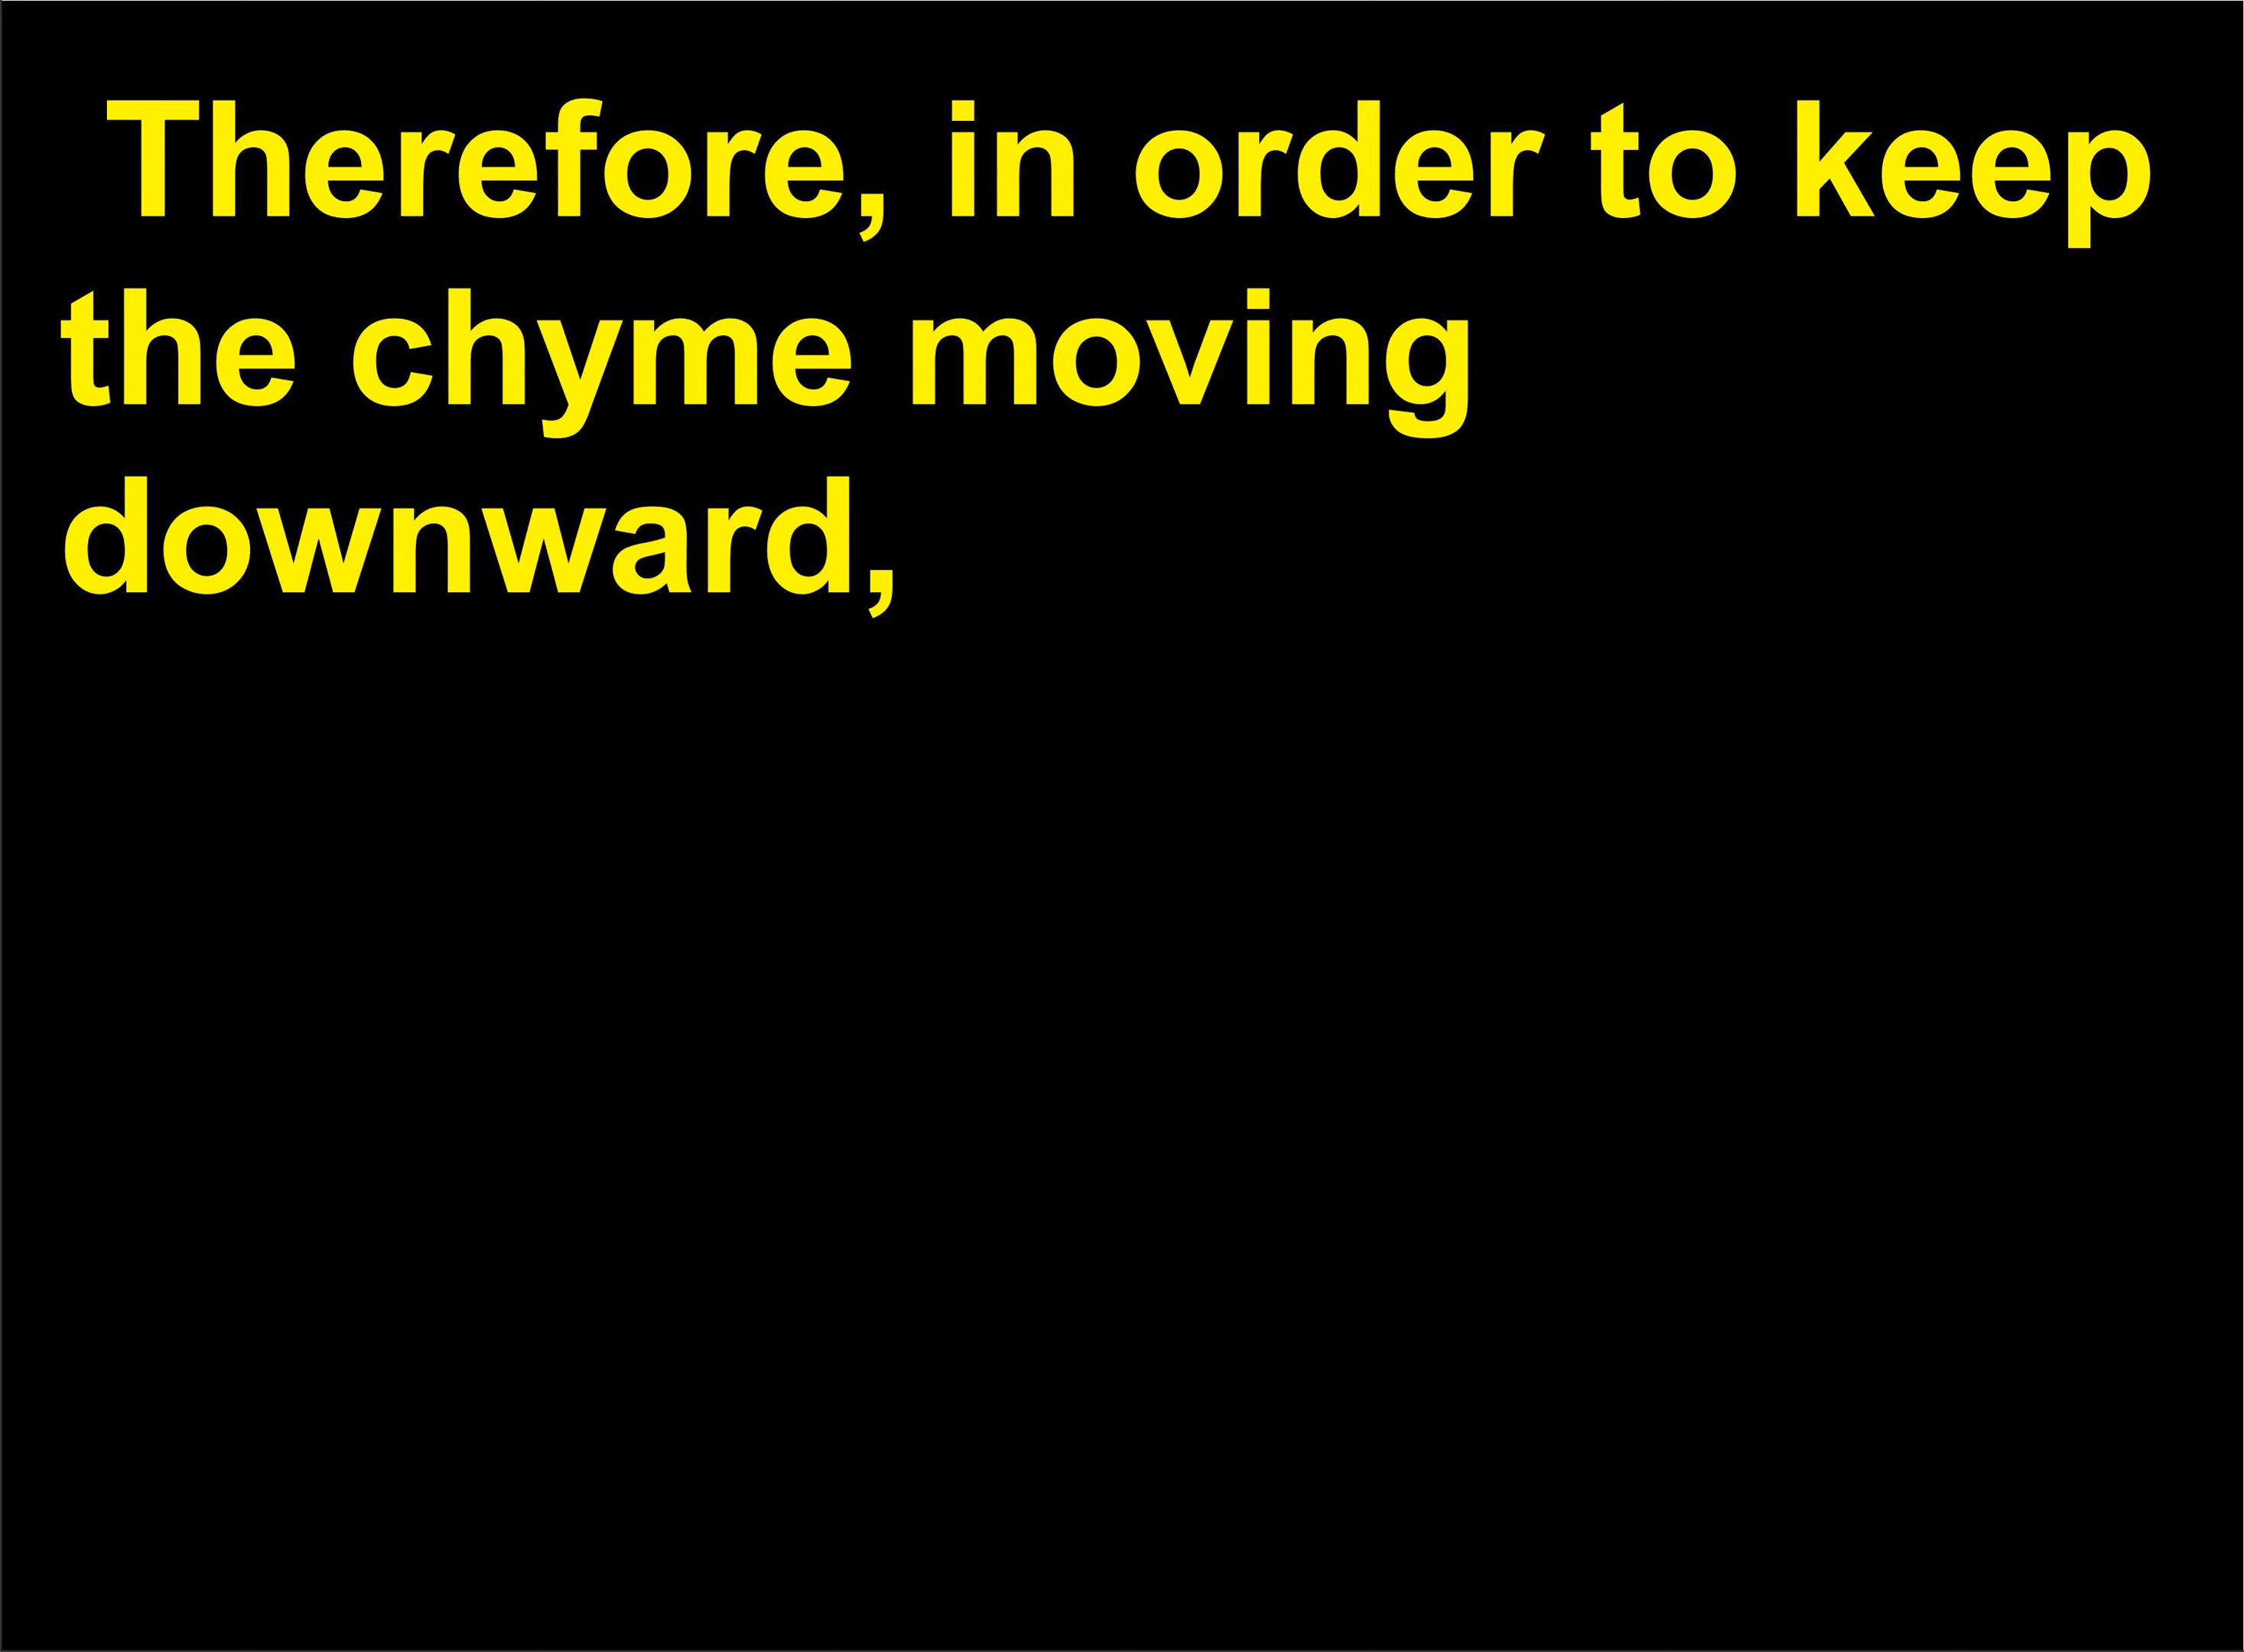 Therefore, in order to keep
the chyme moving
downward,